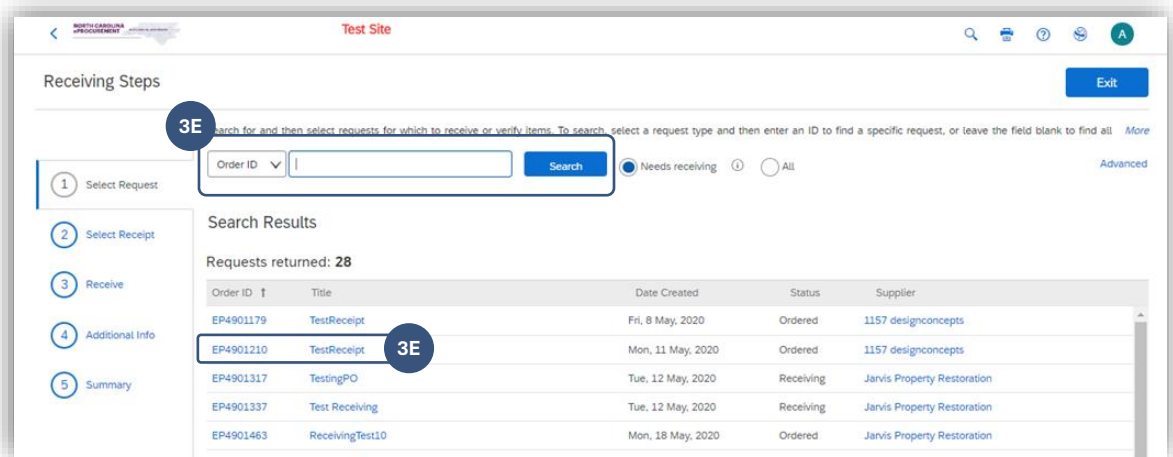 NORTH CAROLINA
ePROCUREMENT
Test Site
A
Receiving Steps
Exit
3E
Search for and then select requests for which to receive or verify items. To search, select a request type and then enter an ID to find a specific request, or leave the field blank to find all More
Order ID Search Needs receiving All Advanced
1 Select Request
2 Select Receipt
3 Receive
4 Additional Info
5 Summary
Search Results
Requests returned: 28
Order ID ↑ Title Date Created Status Supplier
EP4901179 TestReceipt Fri, 8 May, 2020 Ordered 1157 designconcepts
EP4901210 TestReceipt 3E Mon, 11 May, 2020 Ordered 1157 designconcepts
EP4901317 TestingPO Tue, 12 May, 2020 Receiving Jarvis Property Restoration
EP4901337 Test Receiving Tue, 12 May, 2020 Receiving Jarvis Property Restoration
EP4901463 ReceivingTest10 Mon, 18 May, 2020 Ordered Jarvis Property Restoration